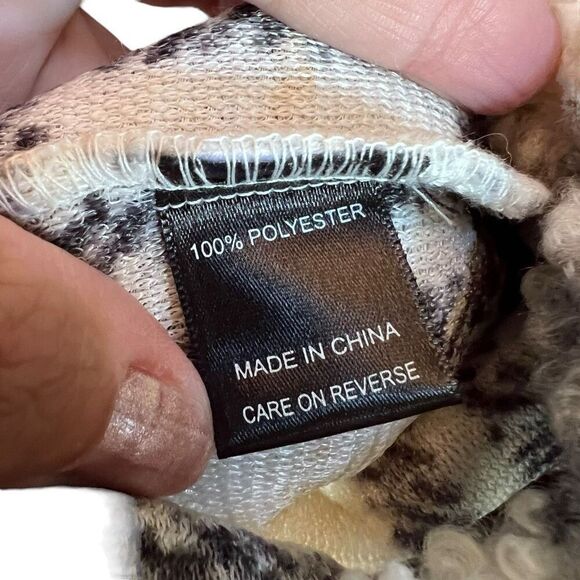 100% POLYESTER
MADE IN CHINA
CARE ON REVERSE